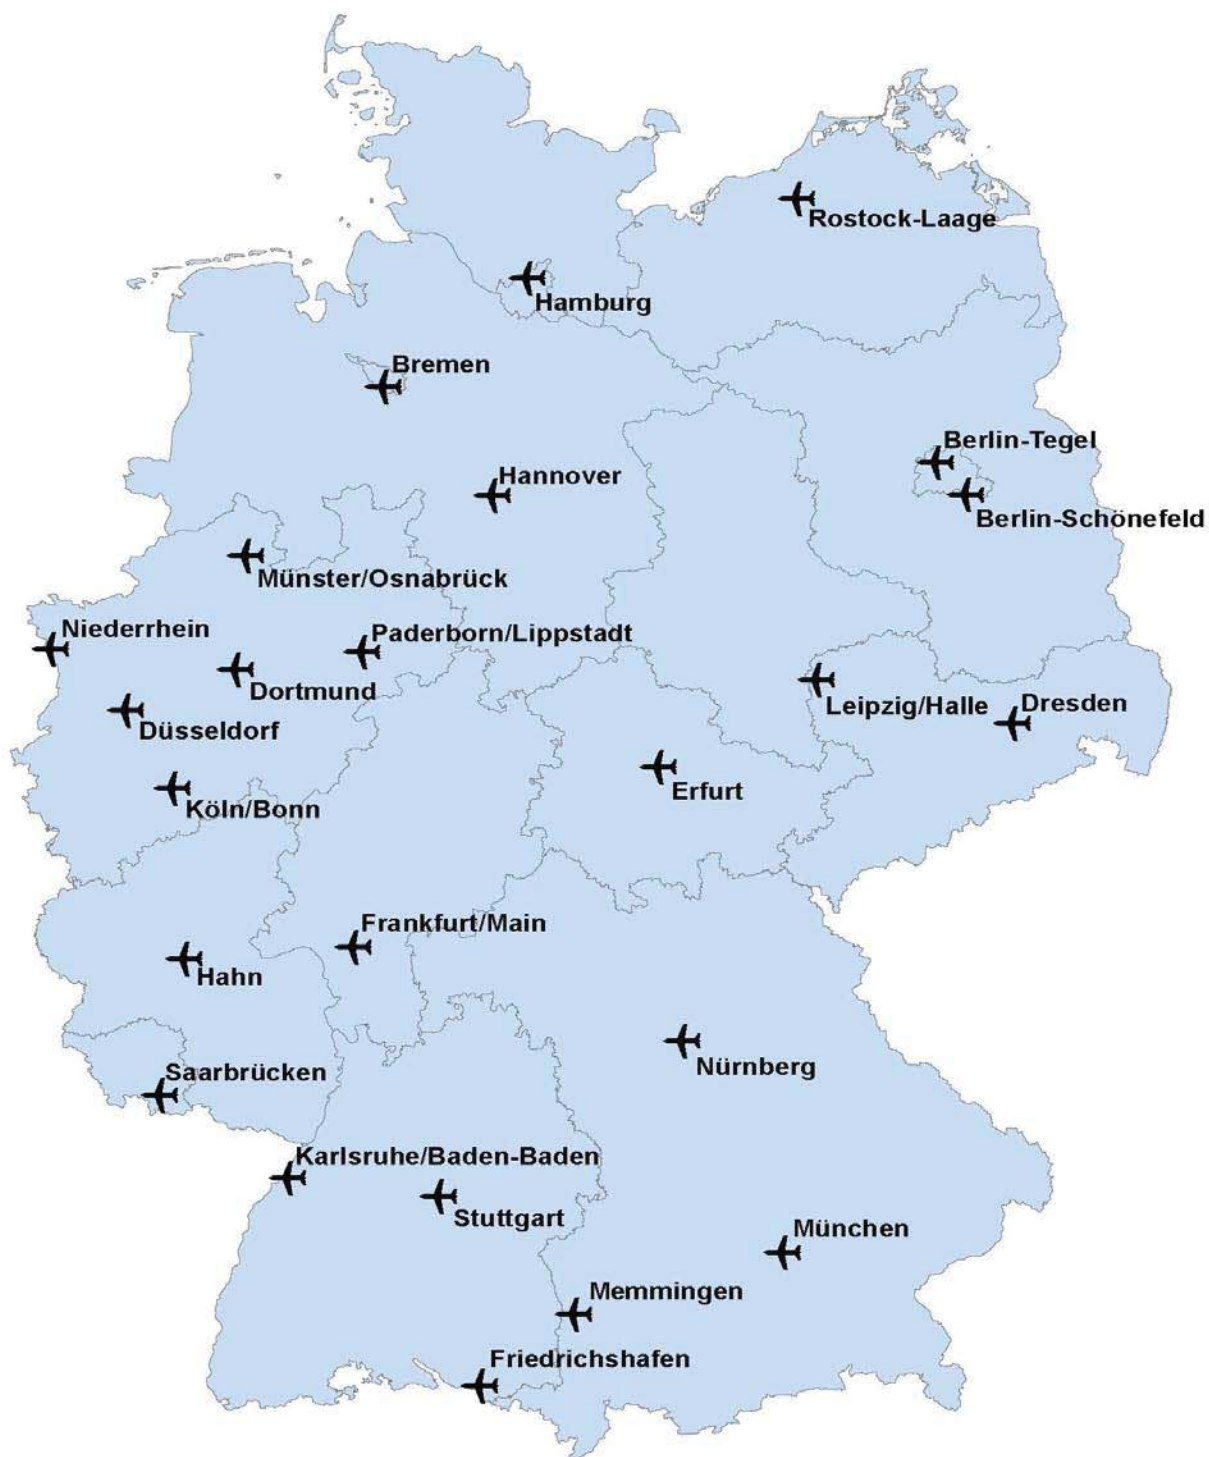 Rostock-Laage
Hamburg
Bremen
Berlin-Tegel
Hannover
Berlin-Schönefeld
Münster/Osnabrück
Niederrhein
Paderborn/Lippstadt
Dortmund
Leipzig/Halle
Dresden
Düsseldorf
Erfurt
Köln/Bonn
Frankfurt/Main
Hahn
Nürnberg
Saarbrücken
Karlsruhe/Baden-Baden
Stuttgart
München
Memmingen
Friedrichshafen